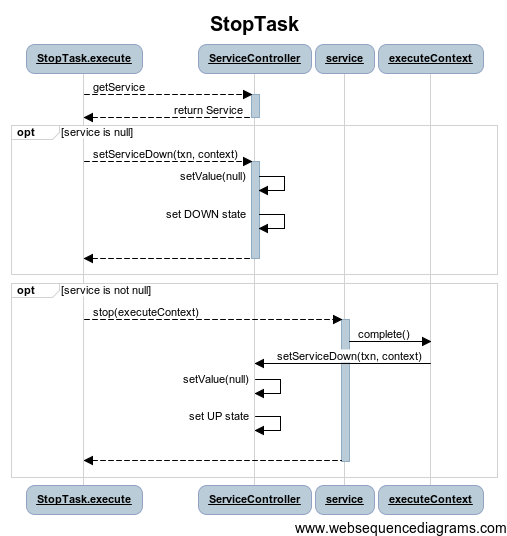 StopTask
StopTask.execute ServiceController service executeContext
getService
return Service
opt [service is null]
setServiceDown(txn, context)
setValue(null)
set DOWN state
opt [service is not null]
stop(executeContext)
complete()
setServiceDown(txn, context)
setValue(null)
set UP state
StopTask.execute ServiceController service executeContext
www.websequencediagrams.com